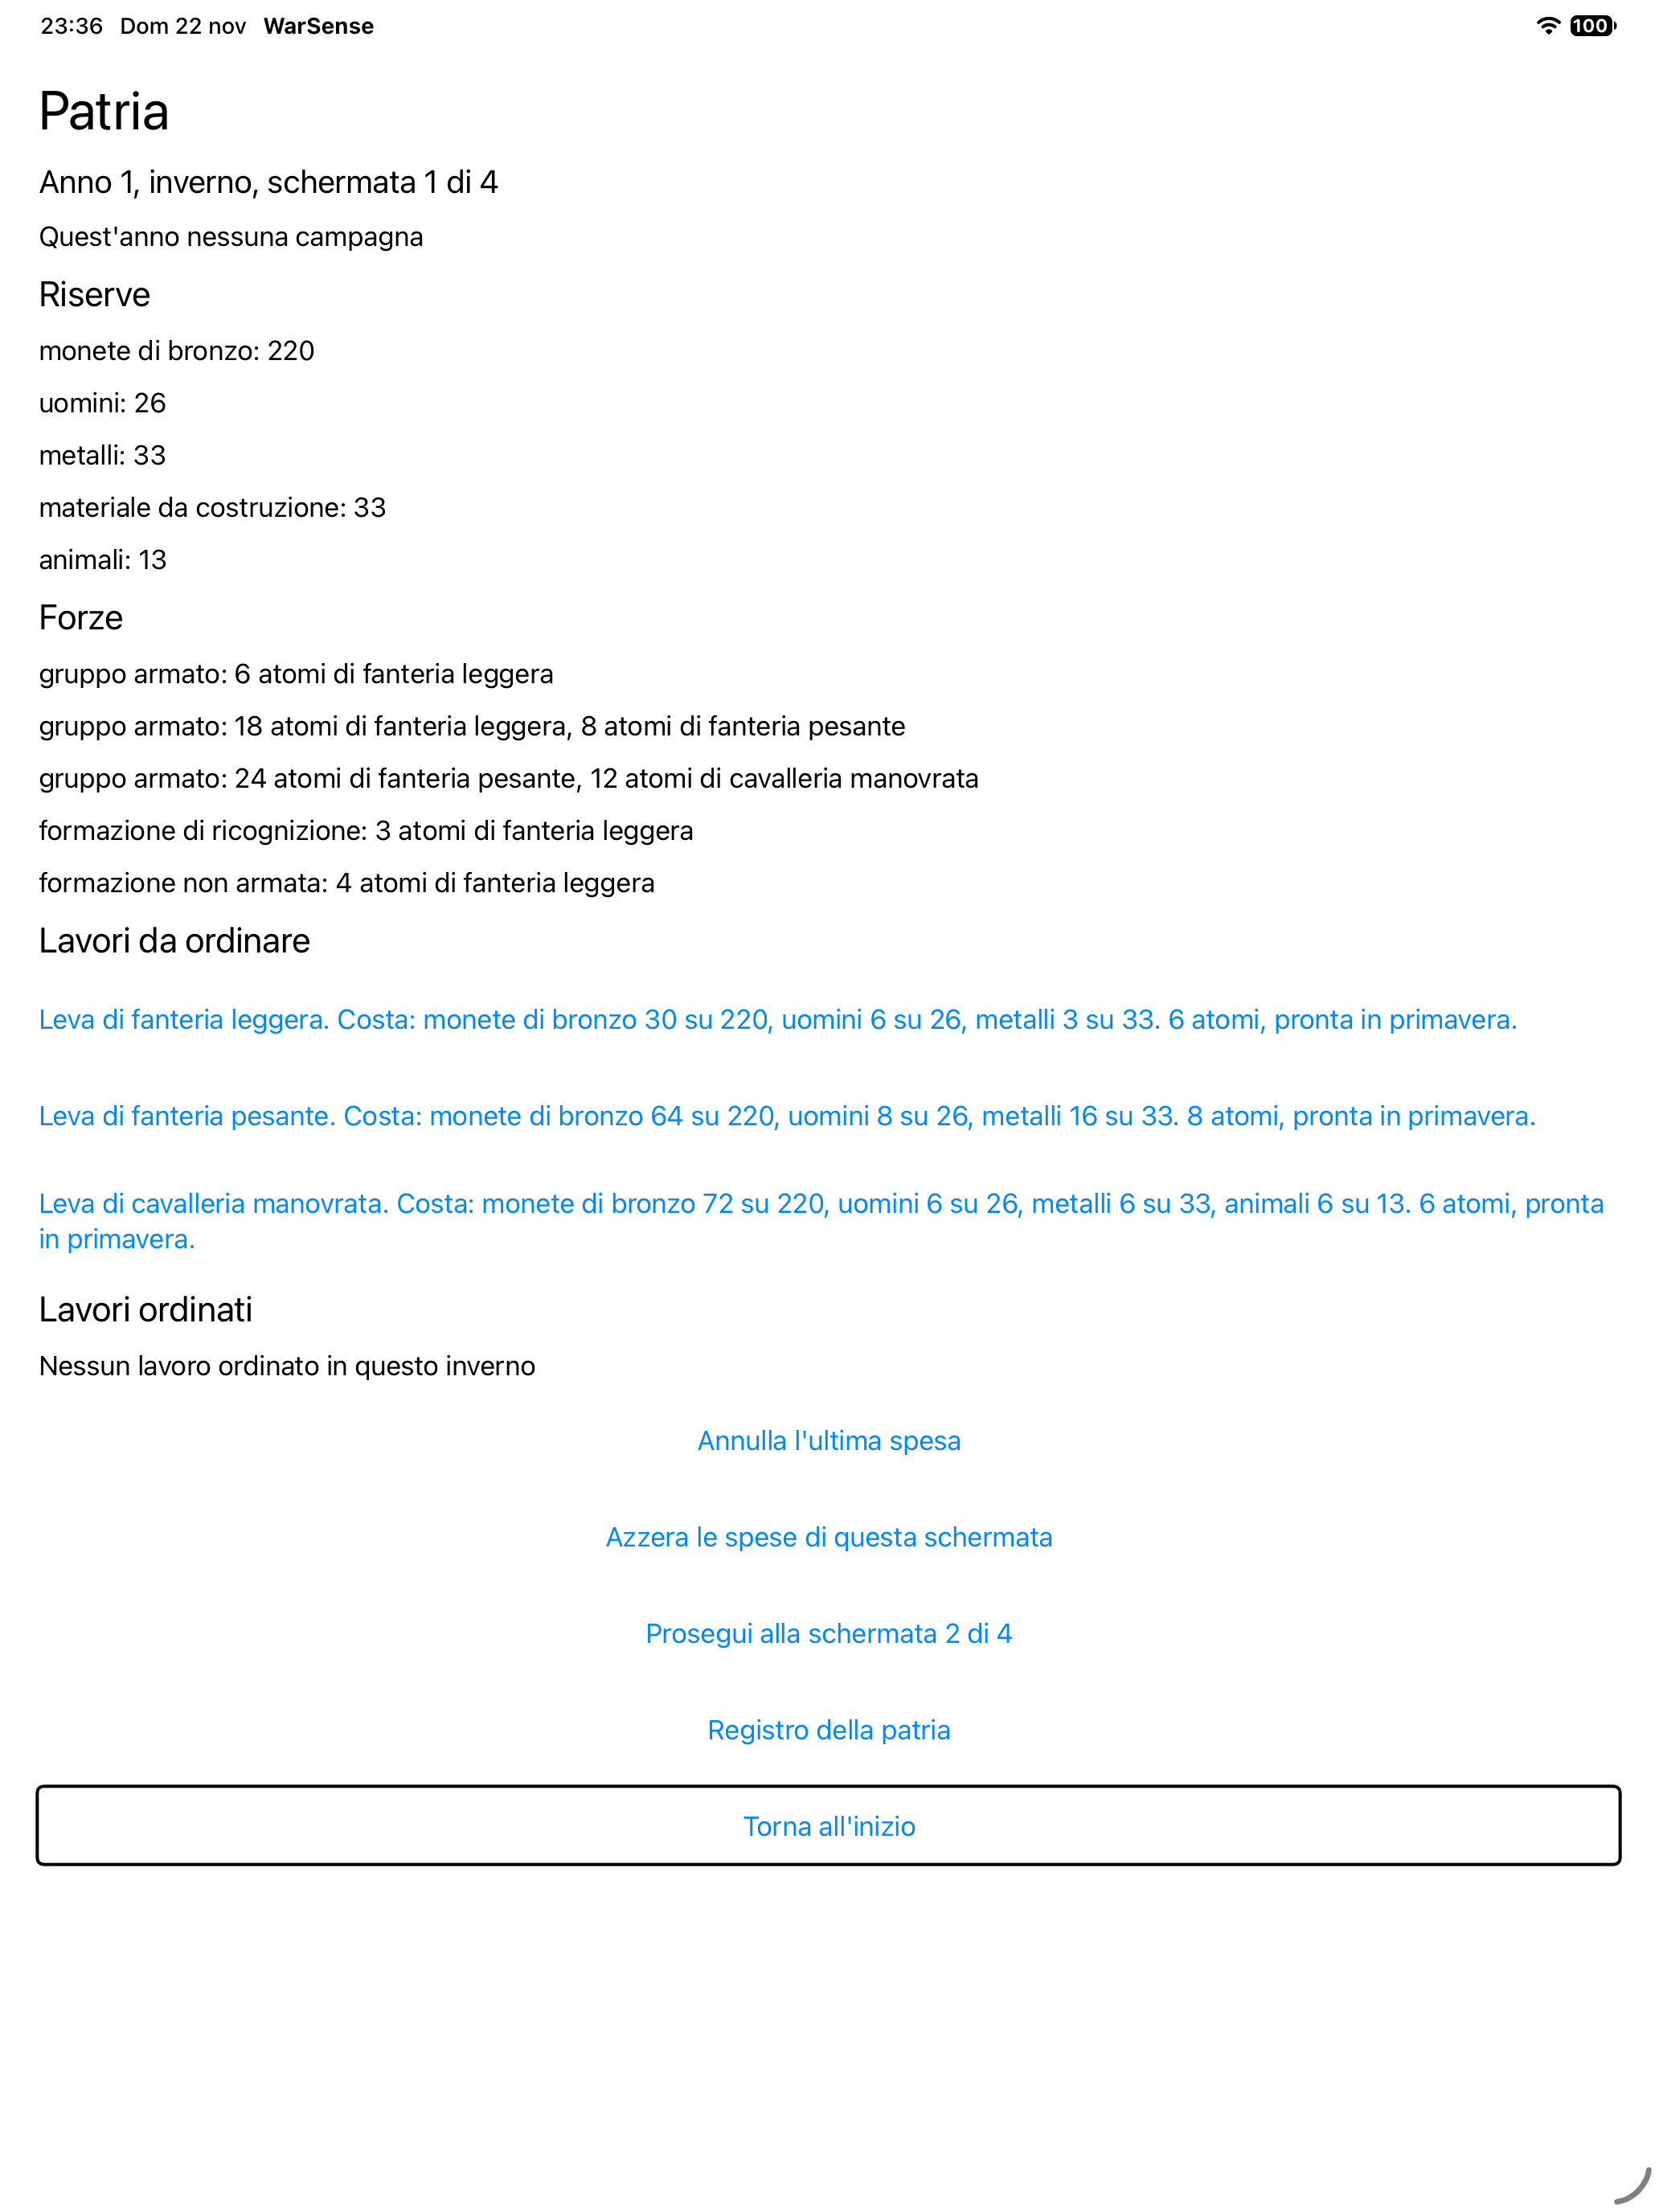 23:36 Dom 22 nov WarSense 100
Patria
Anno 1, inverno, schermata 1 di 4
Quest'anno nessuna campagna
Riserve
monete di bronzo: 220
uomini: 26
metalli: 33
materiale da costruzione: 33
animali: 13
Forze
gruppo armato: 6 atomi di fanteria leggera
gruppo armato: 18 atomi di fanteria leggera, 8 atomi di fanteria pesante
gruppo armato: 24 atomi di fanteria pesante, 12 atomi di cavalleria manovrata
formazione di ricognizione: 3 atomi di fanteria leggera
formazione non armata: 4 atomi di fanteria leggera
Lavori da ordinare
Leva di fanteria leggera. Costa: monete di bronzo 30 su 220, uomini 6 su 26, metalli 3 su 33. 6 atomi, pronta in primavera.
Leva di fanteria pesante. Costa: monete di bronzo 64 su 220, uomini 8 su 26, metalli 16 su 33. 8 atomi, pronta in primavera.
Leva di cavalleria manovrata. Costa: monete di bronzo 72 su 220, uomini 6 su 26, metalli 6 su 33, animali 6 su 13. 6 atomi, pronta
in primavera.
Lavori ordinati
Nessun lavoro ordinato in questo inverno
Annulla l'ultima spesa
Azzera le spese di questa schermata
Prosegui alla schermata 2 di 4
Registro della patria
Torna all'inizio